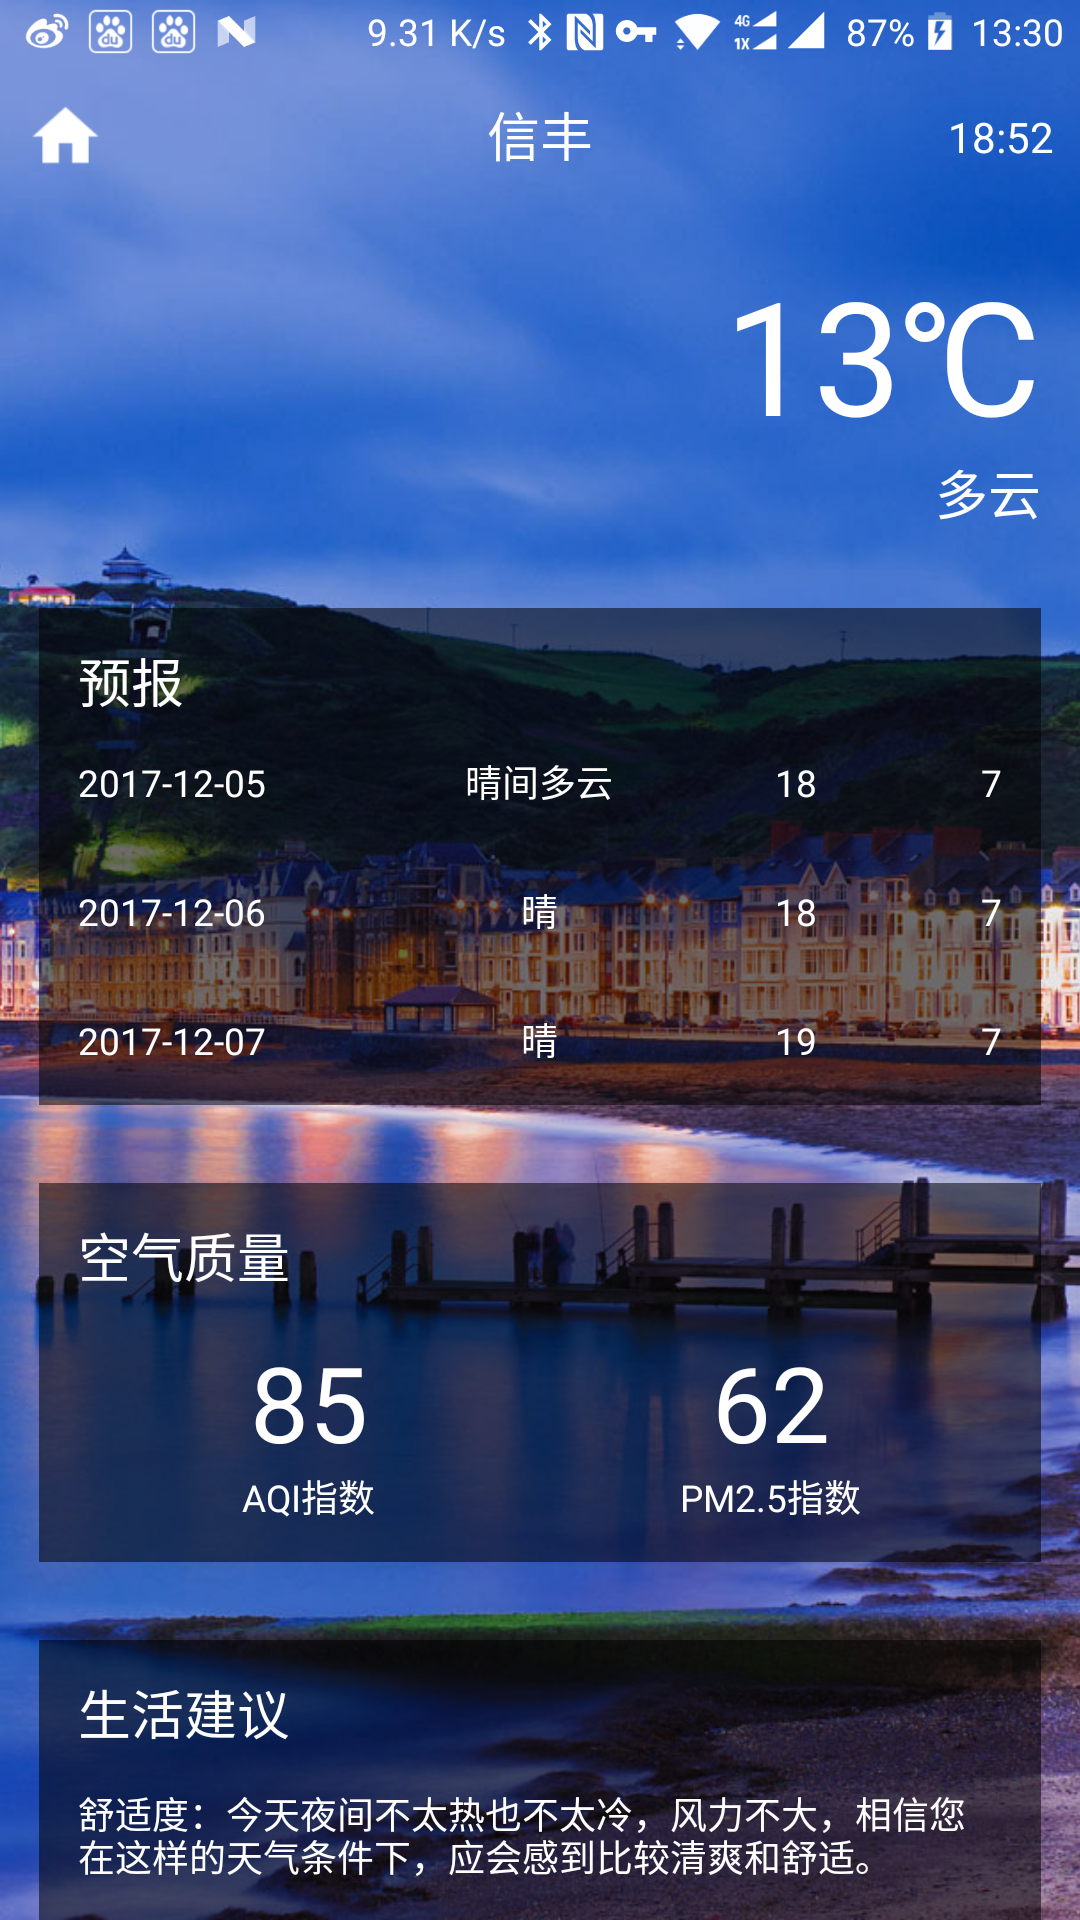 9.31 K/s 4G 1X 87% 13:30
信丰 18:52
13℃
多云
预报
2017-12-05 晴间多云 18 7
2017-12-06 晴 18 7
2017-12-07 晴 19 7
空气质量
85 62
AQI指数 PM2.5指数
生活建议
舒适度：今天夜间不太热也不太冷，风力不大，相信您
在这样的天气条件下，应会感到比较清爽和舒适。